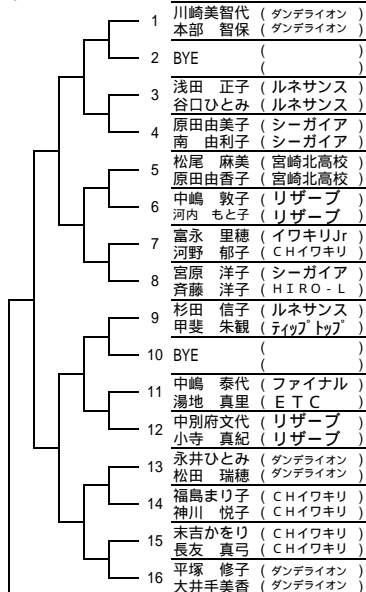 1 川崎美智代 ( ダンデライオン )
本部 智保 ( ダンデライオン )
2 BYE ( )
( )
3 浅田 正子 ( ルネサンス )
谷口ひとみ ( ルネサンス )
4 原田由美子 ( シーガイア )
南 由利子 ( シーガイア )
5 松尾 麻美 ( 宮崎北高校 )
原田由香子 ( 宮崎北高校 )
6 中嶋 敦子 ( リザーブ )
河内 もと子 ( リザーブ )
7 富永 里穂 ( イワキリJr )
河野 郁子 ( CHイワキリ )
8 宮原 洋子 ( シーガイア )
斉藤 洋子 ( HIRO-L )
9 杉田 信子 ( ルネサンス )
甲斐 朱観 ( ティップトップ )
10 BYE ( )
( )
11 中嶋 泰代 ( ファイナル )
湯地 真里 ( ETC )
12 中別府文代 ( リザーブ )
小寺 真紀 ( リザーブ )
13 永井ひとみ ( ダンデライオン )
松田 瑞穂 ( ダンデライオン )
14 福島まり子 ( CHイワキリ )
神川 悦子 ( CHイワキリ )
15 末吉かをり ( CHイワキリ )
長友 真弓 ( CHイワキリ )
16 平塚 修子 ( ダンデライオン )
大井手美香 ( ダンデライオン )